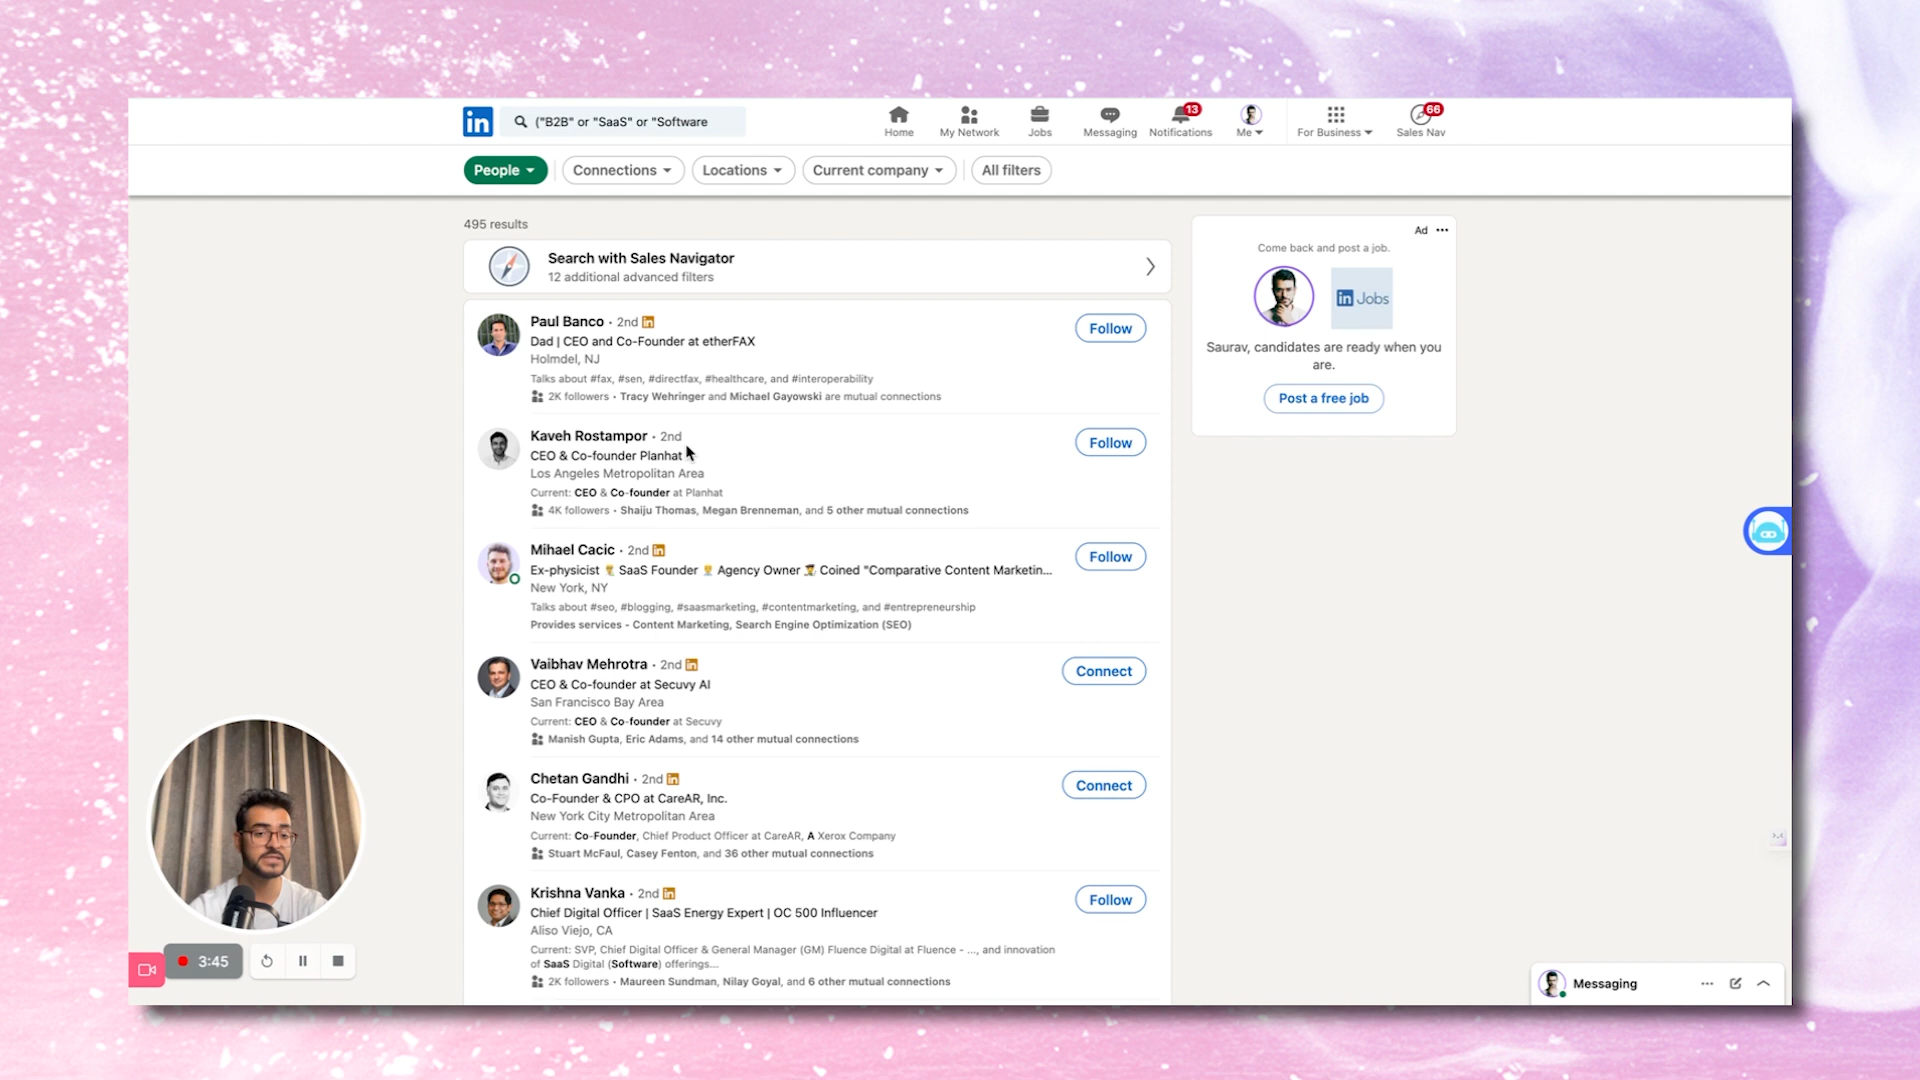 in
("B2B" or "SaaS" or "Software
Home
My Network
Jobs
Messaging
13
Notifications
Me
For Business
66
Sales Nav
People
Connections
Locations
Current company
All filters
495 results
Search with Sales Navigator
12 additional advanced filters
Paul Banco · 2nd in
Dad | CEO and Co-Founder at etherFAX
Holmdel, NJ
Talks about #fax, #sen, #directfax, #healthcare, and #interoperability
2K followers · Tracy Wehringer and Michael Gayowski are mutual connections
Follow
Kaveh Rostampor · 2nd
CEO & Co-founder Planhat
Los Angeles Metropolitan Area
Current: CEO & Co-founder at Planhat
4K followers · Shaiju Thomas, Megan Brenneman, and 5 other mutual connections
Follow
Mihael Cacic · 2nd in
Ex-physicist 👨 SaaS Founder 👨 Agency Owner 👨‍🎓 Coined "Comparative Content Marketin...
New York, NY
Talks about #seo, #blogging, #saasmarketing, #contentmarketing, and #entrepreneurship
Provides services - Content Marketing, Search Engine Optimization (SEO)
Follow
Vaibhav Mehrotra · 2nd in
CEO & Co-founder at Secuvy AI
San Francisco Bay Area
Current: CEO & Co-founder at Secuvy
Manish Gupta, Eric Adams, and 14 other mutual connections
Connect
Chetan Gandhi · 2nd in
Co-Founder & CPO at CareAR, Inc.
New York City Metropolitan Area
Current: Co-Founder, Chief Product Officer at CareAR, A Xerox Company
Stuart McFaul, Casey Fenton, and 36 other mutual connections
Connect
Krishna Vanka · 2nd in
Chief Digital Officer | SaaS Energy Expert | OC 500 Influencer
Aliso Viejo, CA
Current: SVP, Chief Digital Officer & General Manager (GM) Fluence Digital at Fluence - ..., and innovation
of SaaS Digital (Software) offerings...
2K followers · Maureen Sundman, Nilay Goyal, and 6 other mutual connections
Follow
Ad
Come back and post a job.
in Jobs
Saurav, candidates are ready when you
are.
Post a free job
3:45
Messaging